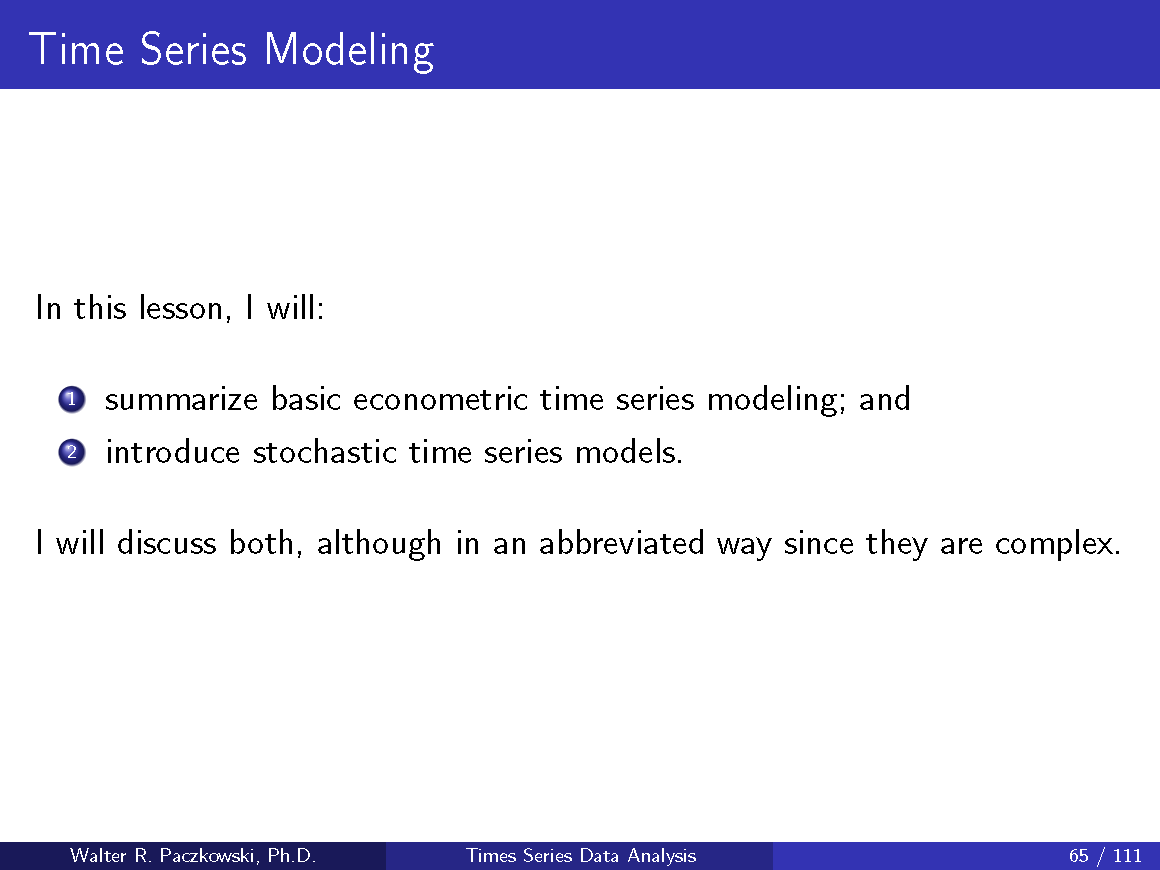 Time Series Modeling
In this lesson, I will:
1 summarize basic econometric time series modeling; and
2 introduce stochastic time series models.
I will discuss both, although in an abbreviated way since they are complex.
Walter R. Paczkowski, Ph.D. Times Series Data Analysis 65 / 111